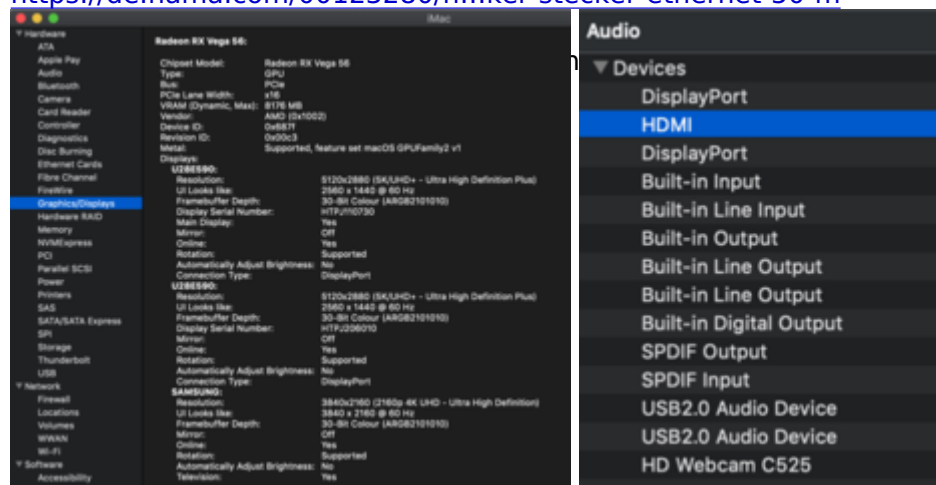 iMac
▼ Hardware
ATA
Apple Pay
Audio
Bluetooth
Camera
Card Reader
Controller
Diagnostics
Disc Burning
Ethernet Cards
Fibre Channel
FireWire
Graphics/Displays
Hardware RAID
Memory
NVMExpress
PCI
Parallel SCSI
Power
Printers
SAS
SATA/SATA Express
SPI
Storage
Thunderbolt
USB
▼ Network
Firewall
Locations
Volumes
WWAN
Wi-Fi
▼ Software
Accessibility
Radeon RX Vega 56:
Chipset Model: Radeon RX Vega 56
Type: GPU
Bus: PCIe
PCIe Lane Width: x16
VRAM (Dynamic, Max): 8176 MB
Vendor: AMD (0x1002)
Device ID: 0x687f
Revision ID: 0x00c3
Metal: Supported, feature set macOS GPUFamily2 v1
Displays:
U28E590:
Resolution: 5120x2880 (5K/UHD+ - Ultra High Definition Plus)
UI Looks like: 2560 x 1440 @ 60 Hz
Framebuffer Depth: 30-Bit Colour (ARGB2101010)
Display Serial Number: HTPJ110730
Main Display: Yes
Mirror: Off
Online: Yes
Rotation: Supported
Automatically Adjust Brightness: No
Connection Type: DisplayPort
U28E590:
Resolution: 5120x2880 (5K/UHD+ - Ultra High Definition Plus)
UI Looks like: 2560 x 1440 @ 60 Hz
Framebuffer Depth: 30-Bit Colour (ARGB2101010)
Display Serial Number: HTPJ206010
Mirror: Off
Online: Yes
Rotation: Supported
Automatically Adjust Brightness: No
Connection Type: DisplayPort
SAMSUNG:
Resolution: 3840x2160 (2160p 4K UHD - Ultra High Definition)
UI Looks like: 3840 x 2160 @ 60 Hz
Framebuffer Depth: 30-Bit Colour (ARGB2101010)
Mirror: Off
Online: Yes
Rotation: Supported
Automatically Adjust Brightness: No
Television: Yes
Audio
▼ Devices
DisplayPort
HDMI
DisplayPort
Built-in Input
Built-in Line Input
Built-in Output
Built-in Line Output
Built-in Line Output
Built-in Digital Output
SPDIF Output
SPDIF Input
USB2.0 Audio Device
USB2.0 Audio Device
HD Webcam C525